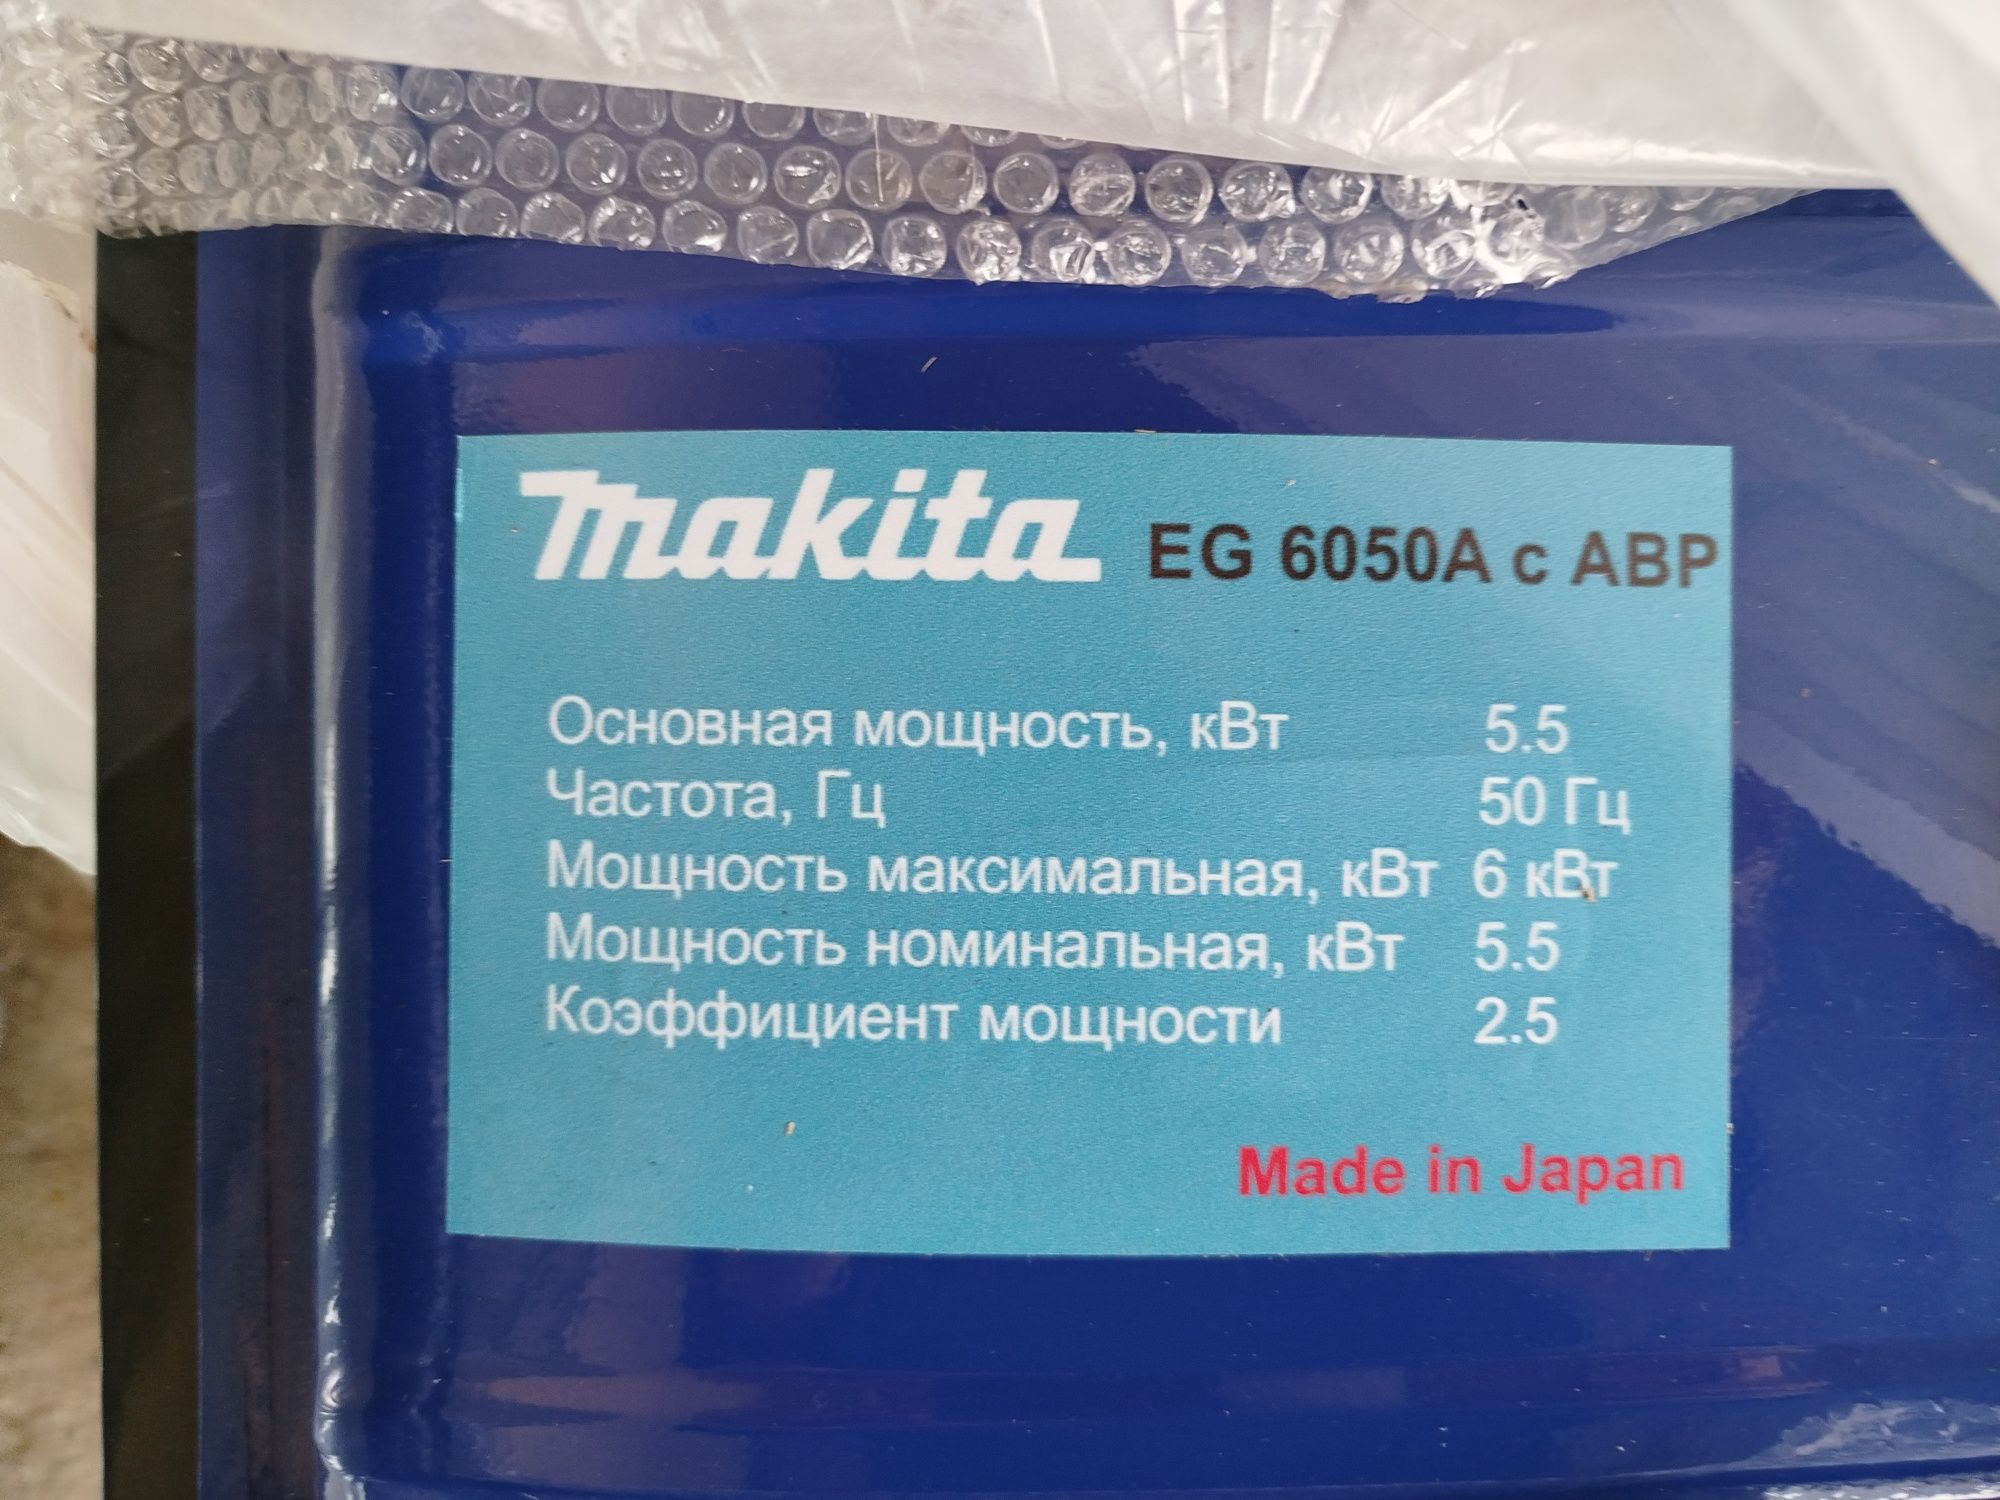 makita EG 6050A с АВР
Основная мощность, кВт 5.5
Частота, Гц 50 Гц
Мощность максимальная, кВт 6 кВт
Мощность номинальная, кВт 5.5
Коэффициент мощности 2.5
Made in Japan